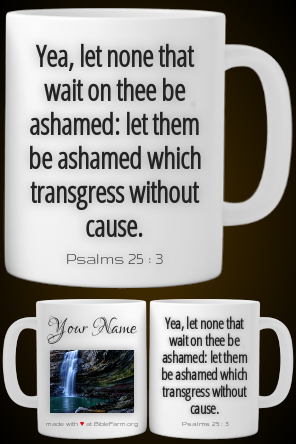 Yea, let none that
wait on thee be
ashamed: let them
be ashamed which
transgress without
cause.
Psalms 25 : 3
Your Name
made with ♥ at BibleFarm.org
Yea, let none that
wait on thee be
ashamed: let them
be ashamed which
transgress without
cause.
Psalms 25 : 3